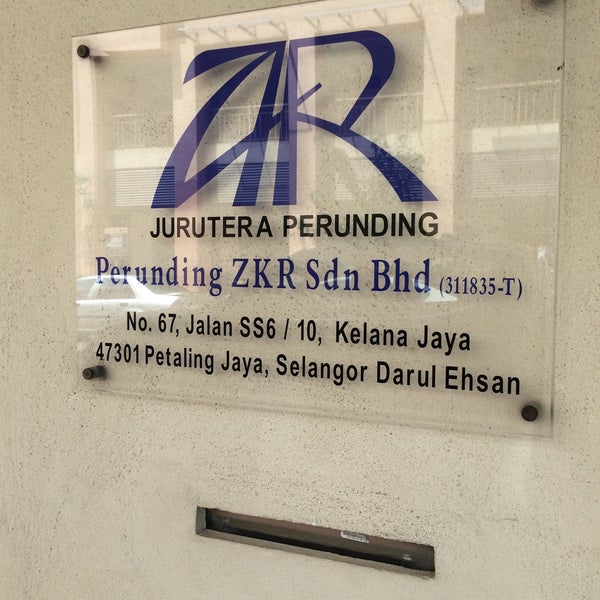 ZKR
JURUTERA PERUNDING
Perunding ZKR Sdn Bhd (311835-T)
No. 67, Jalan SS6 / 10, Kelana Jaya
47301 Petaling Jaya, Selangor Darul Ehsan